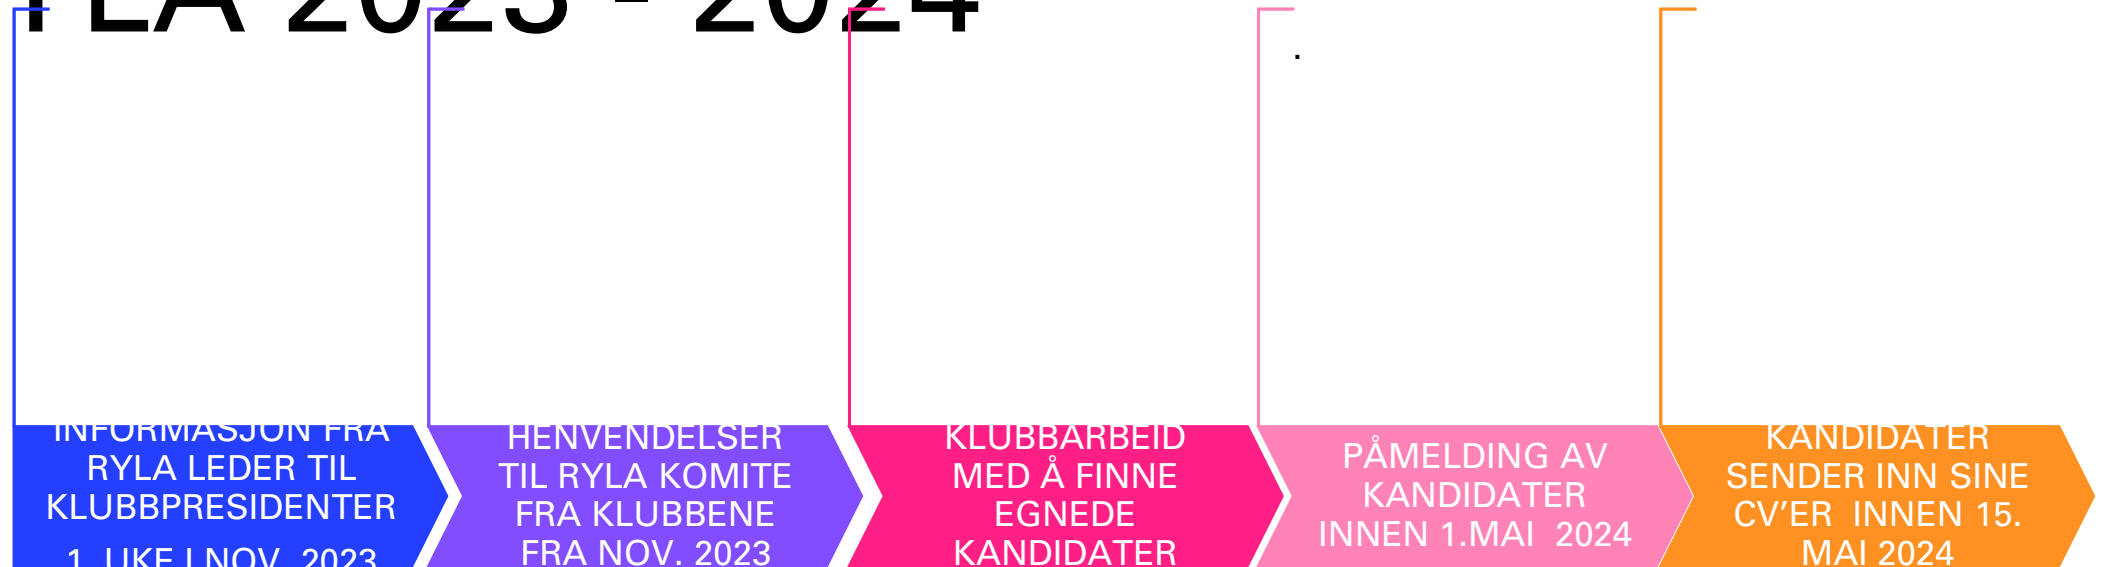 2023 - 2024
.
INFORMASJON FRA
RYLA LEDER TIL
KLUBBPRESIDENTER
1. UKE I NOV. 2023
HENVENDELSER
TIL RYLA KOMITE
FRA KLUBBENE
FRA NOV. 2023
KLUBBARBEID
MED Å FINNE
EGNEDE
KANDIDATER
PÅMELDING AV
KANDIDATER
INNEN 1.MAI 2024
KANDIDATER
SENDER INN SINE
CV’ER INNEN 15.
MAI 2024